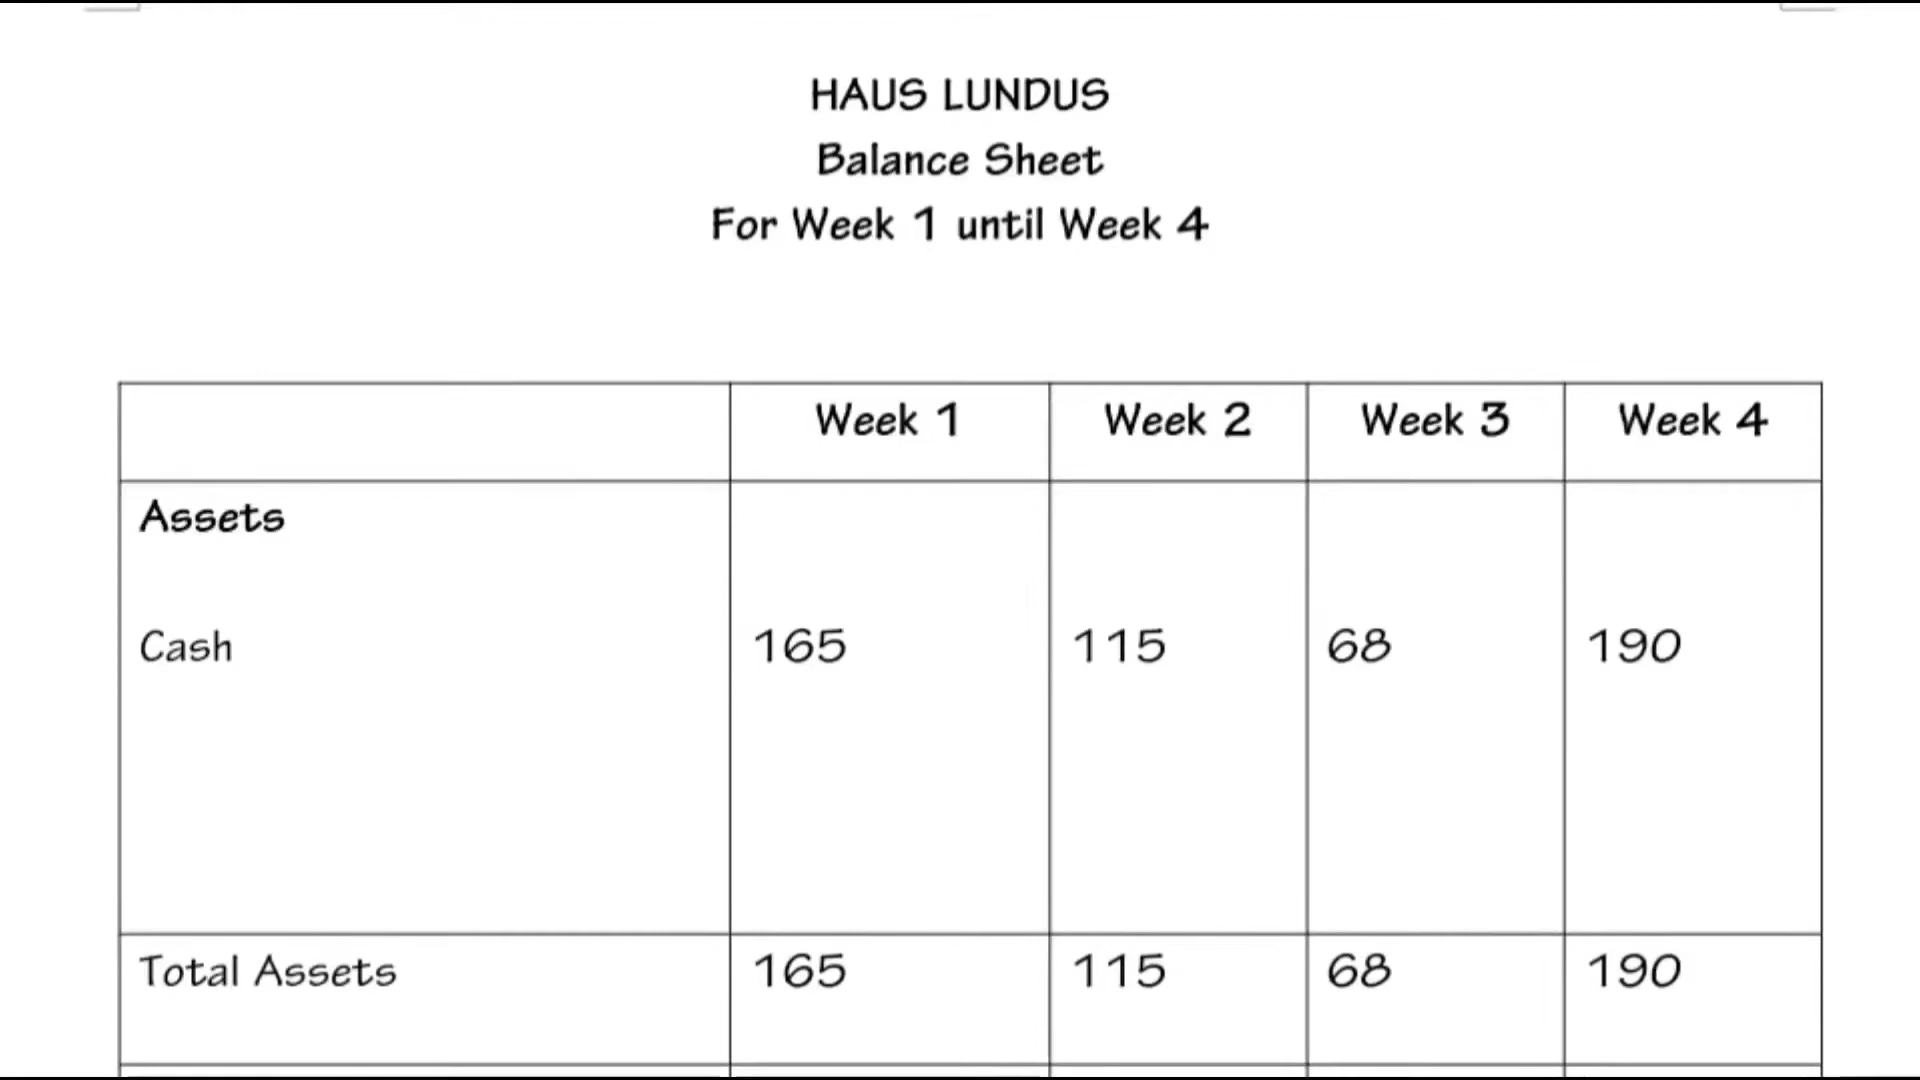 HAUS LUNDUS
Balance Sheet
For Week 1 until Week 4
Week 1 Week 2 Week 3 Week 4
Assets
Cash 165 115 68 190
Total Assets 165 115 68 190